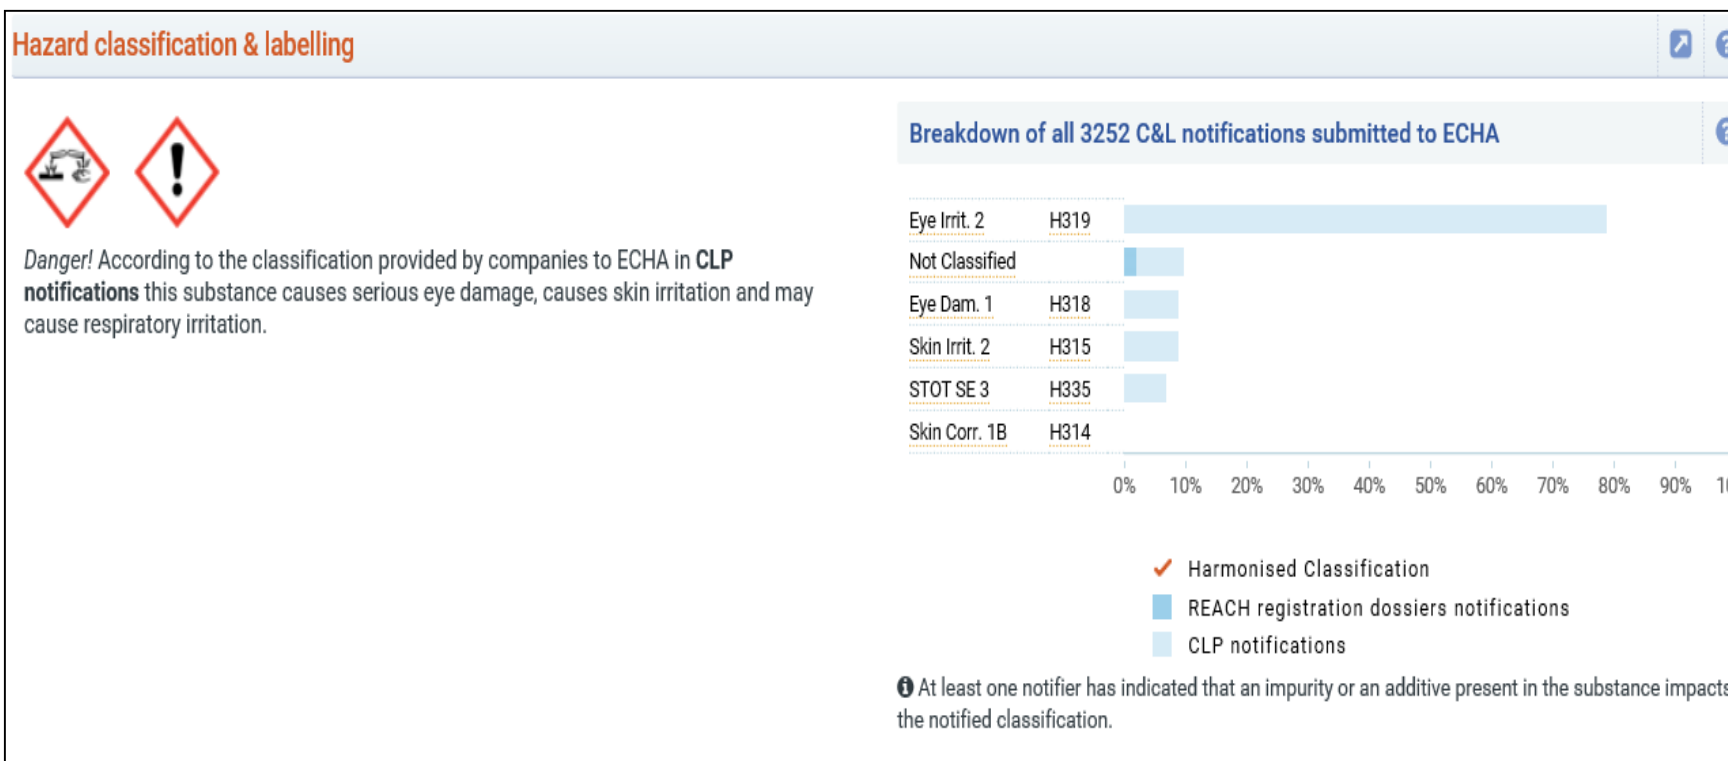 Hazard classification & labelling
Danger! According to the classification provided by companies to ECHA in CLP
notifications this substance causes serious eye damage, causes skin irritation and may
cause respiratory irritation.
Breakdown of all 3252 C&L notifications submitted to ECHA
Eye Irrit. 2 H319
Not Classified
Eye Dam. 1 H318
Skin Irrit. 2 H315
STOT SE 3 H335
Skin Corr. 1B H314
0% 10% 20% 30% 40% 50% 60% 70% 80% 90%
Harmonised Classification
REACH registration dossiers notifications
CLP notifications
At least one notifier has indicated that an impurity or an additive present in the substance impacts
the notified classification.